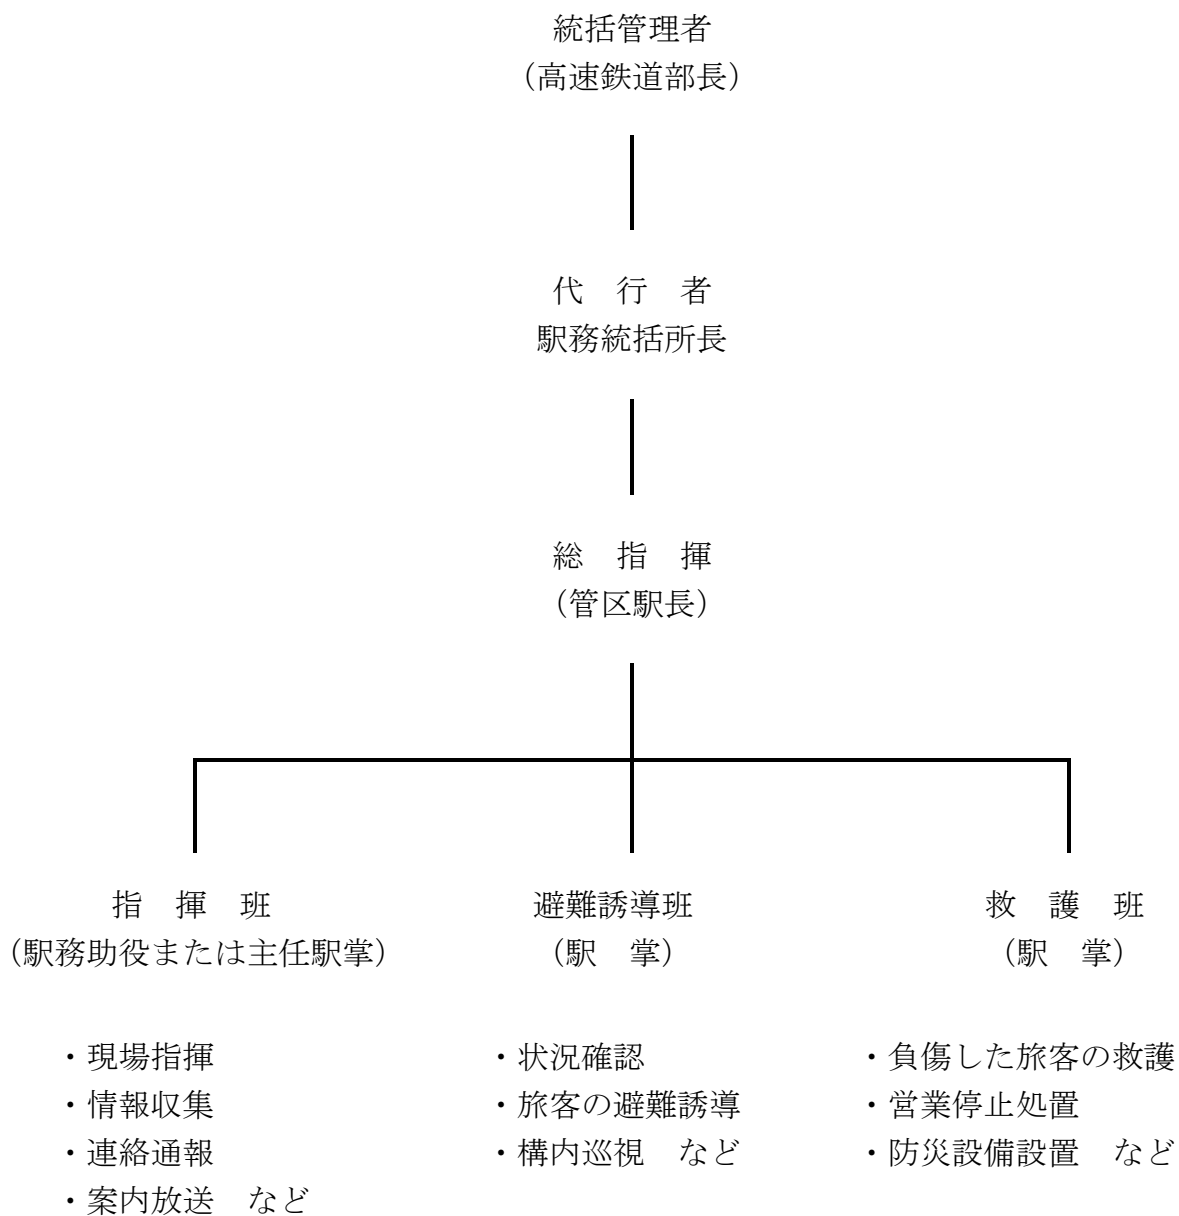 統括管理者
（高速鉄道部長）
代　行　者
駅務統括所長
総　指　揮
（管区駅長）
指　揮　班
（駅務助役または主任駅掌）
・現場指揮
・情報収集
・連絡通報
・案内放送　など
避難誘導班
（駅　掌）
・状況確認
・旅客の避難誘導
・構内巡視　など
救　護　班
（駅　掌）
・負傷した旅客の救護
・営業停止処置
・防災設備設置　など